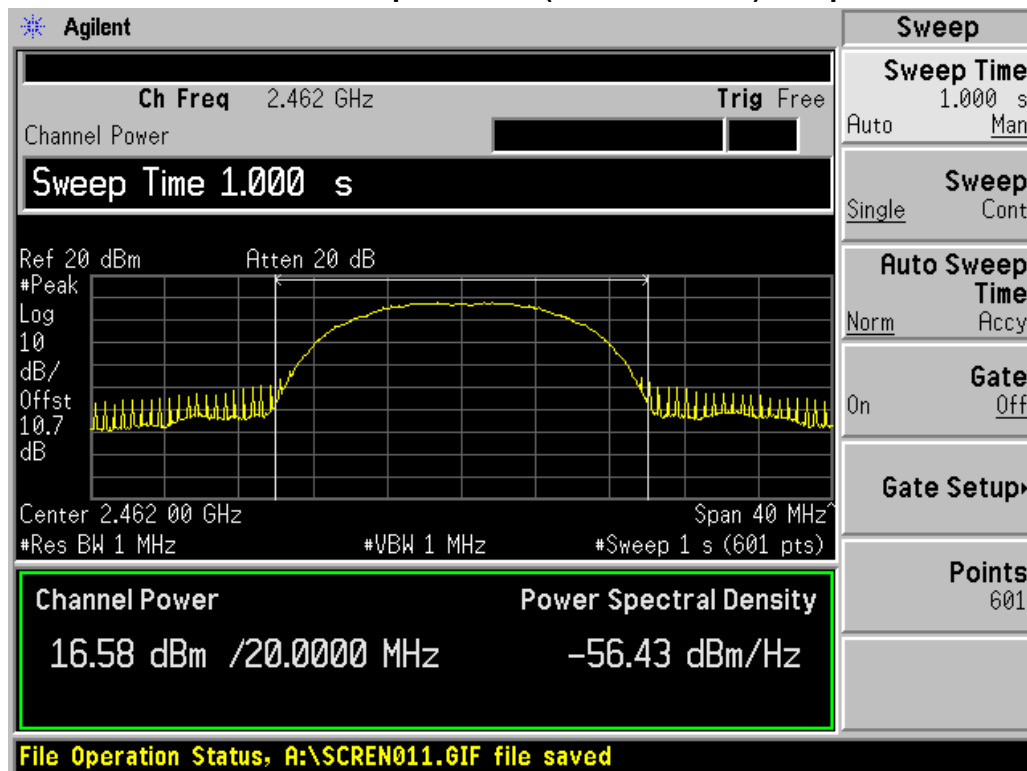 Agilent
Ch Freq 2.462 GHz Trig Free
Channel Power
Sweep Time 1.000 s
Ref 20 dBm Atten 20 dB
#Peak
Log
10
dB/
Offst
10.7
dB
Center 2.462 00 GHz Span 40 MHz^
#Res BW 1 MHz #VBW 1 MHz #Sweep 1 s (601 pts)
Channel Power Power Spectral Density
16.58 dBm /20.0000 MHz -56.43 dBm/Hz
File Operation Status, A:\SCREN011.GIF file saved
Sweep
Sweep Time
1.000 s
Auto Man
Sweep
Single Cont
Auto Sweep
Time
Norm Accy
Gate
On Off
Gate Setup▸
Points
601